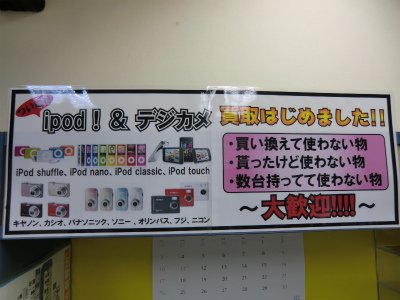 ついに!!
ipod！ & デジカメ 買取はじめました!!
iPod shuffle、iPod nano、iPod classic、iPod touch
キヤノン、カシオ、パナソニック、ソニー、オリンパス、フジ、ニコン
・買い換えて使わない物
・貰ったけど使わない物
・数台持ってて使わない物
～大歓迎!!!!～